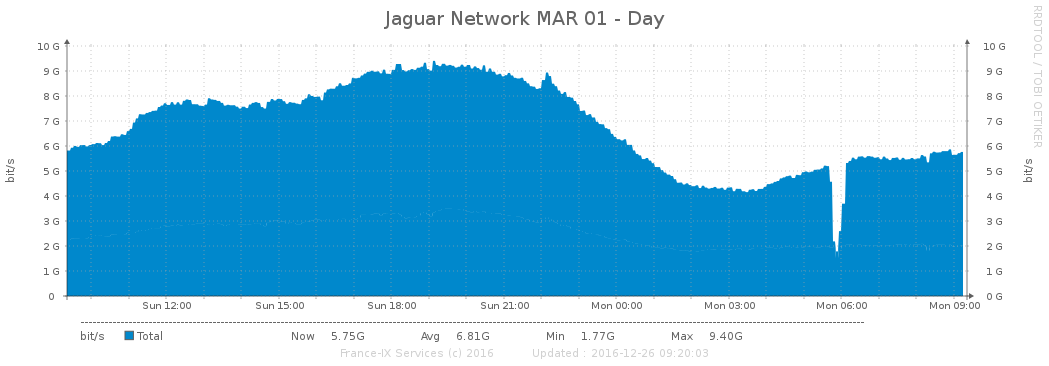 Jaguar Network MAR 01 - Day
RRDTOOL / TOBI OETIKER
bit/s
10 G
9 G
8 G
7 G
6 G
5 G
4 G
3 G
2 G
1 G
0
10 G
9 G
8 G
7 G
6 G
5 G
4 G
3 G
2 G
1 G
0 G
bit/s
Sun 12:00 Sun 15:00 Sun 18:00 Sun 21:00 Mon 00:00 Mon 03:00 Mon 06:00 Mon 09:00
bit/s Total Now 5.75G Avg 6.81G Min 1.77G Max 9.40G
France-IX Services (c) 2016 Updated : 2016-12-26 09:20:03